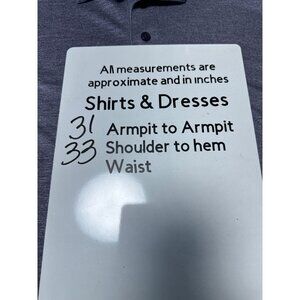 All measurements are
approximate and in inches
Shirts & Dresses
31 Armpit to Armpit
33 Shoulder to hem
Waist